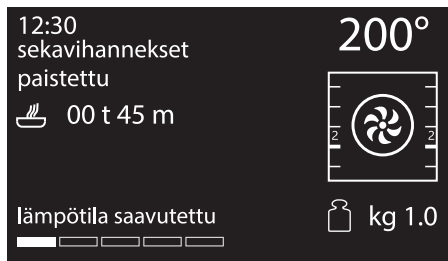 12:30
200°
sekavihannekset
paistettu
00 t 45 m
2 2
lämpötila saavutettu
kg 1.0